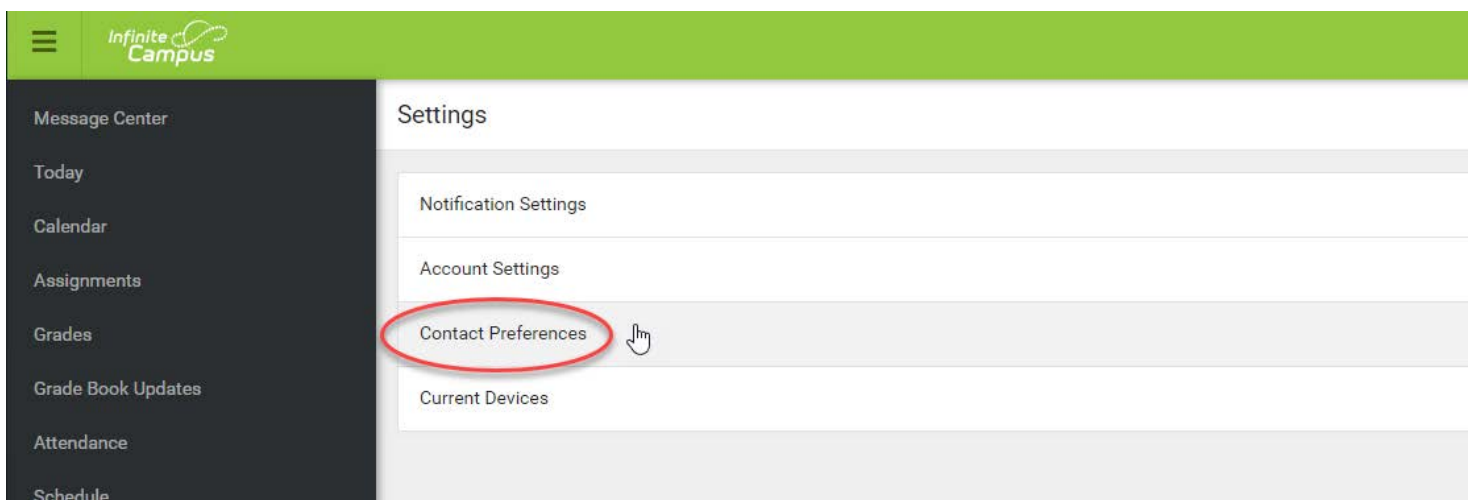 Infinite
Campus
Message Center
Today
Calendar
Assignments
Grades
Grade Book Updates
Attendance
Schedule
Settings
Notification Settings
Account Settings
Contact Preferences
Current Devices